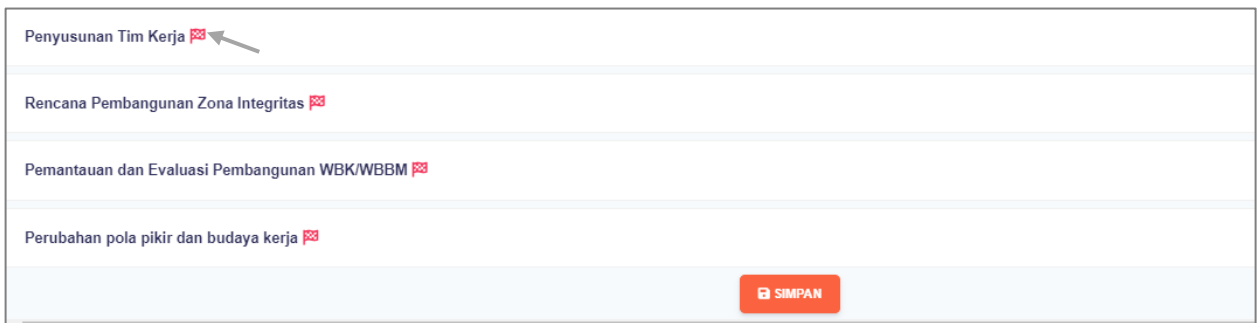 Penyusunan Tim Kerja
Rencana Pembangunan Zona Integritas
Pemantauan dan Evaluasi Pembangunan WBK/WBBM
Perubahan pola pikir dan budaya kerja
SIMPAN